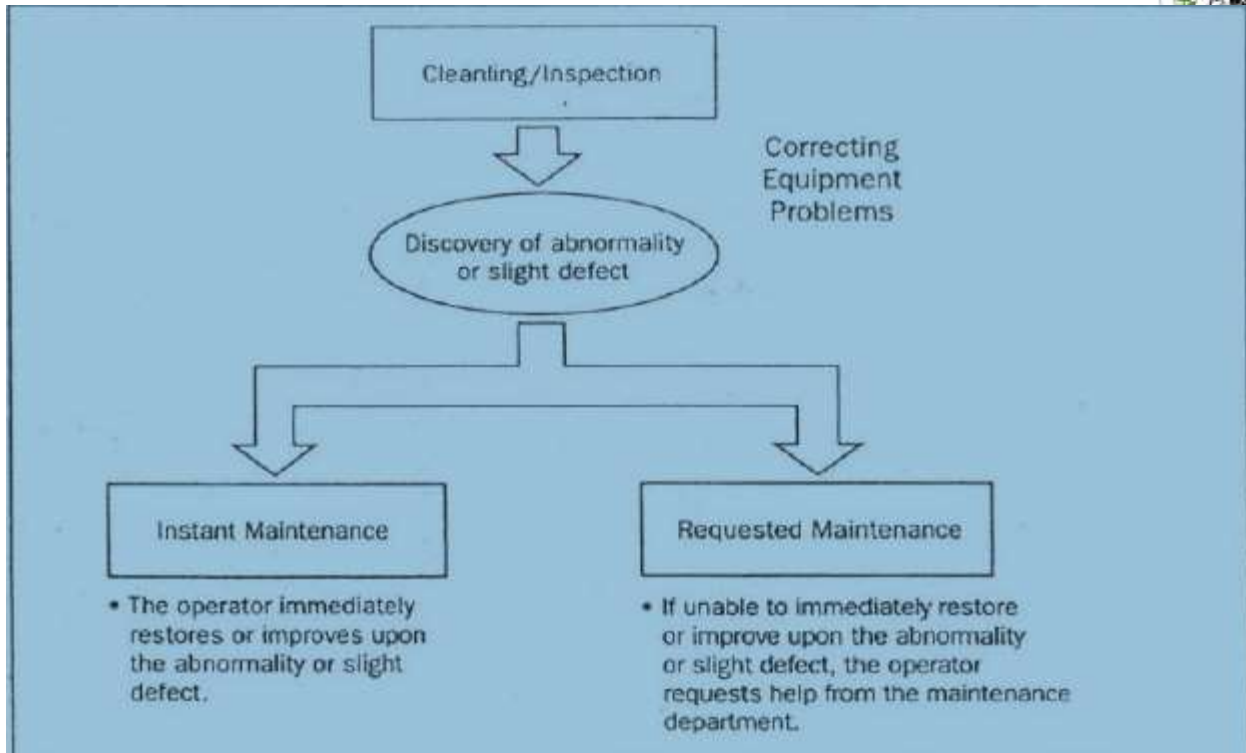 Cleanling/Inspection
Correcting
Equipment
Problems
Discovery of abnormality
or slight defect
Instant Maintenance
• The operator immediately
restores or improves upon
the abnormality or slight
defect.
Requested Maintenance
• If unable to immediately restore
or improve upon the abnormality
or slight defect, the operator
requests help from the maintenance
department.